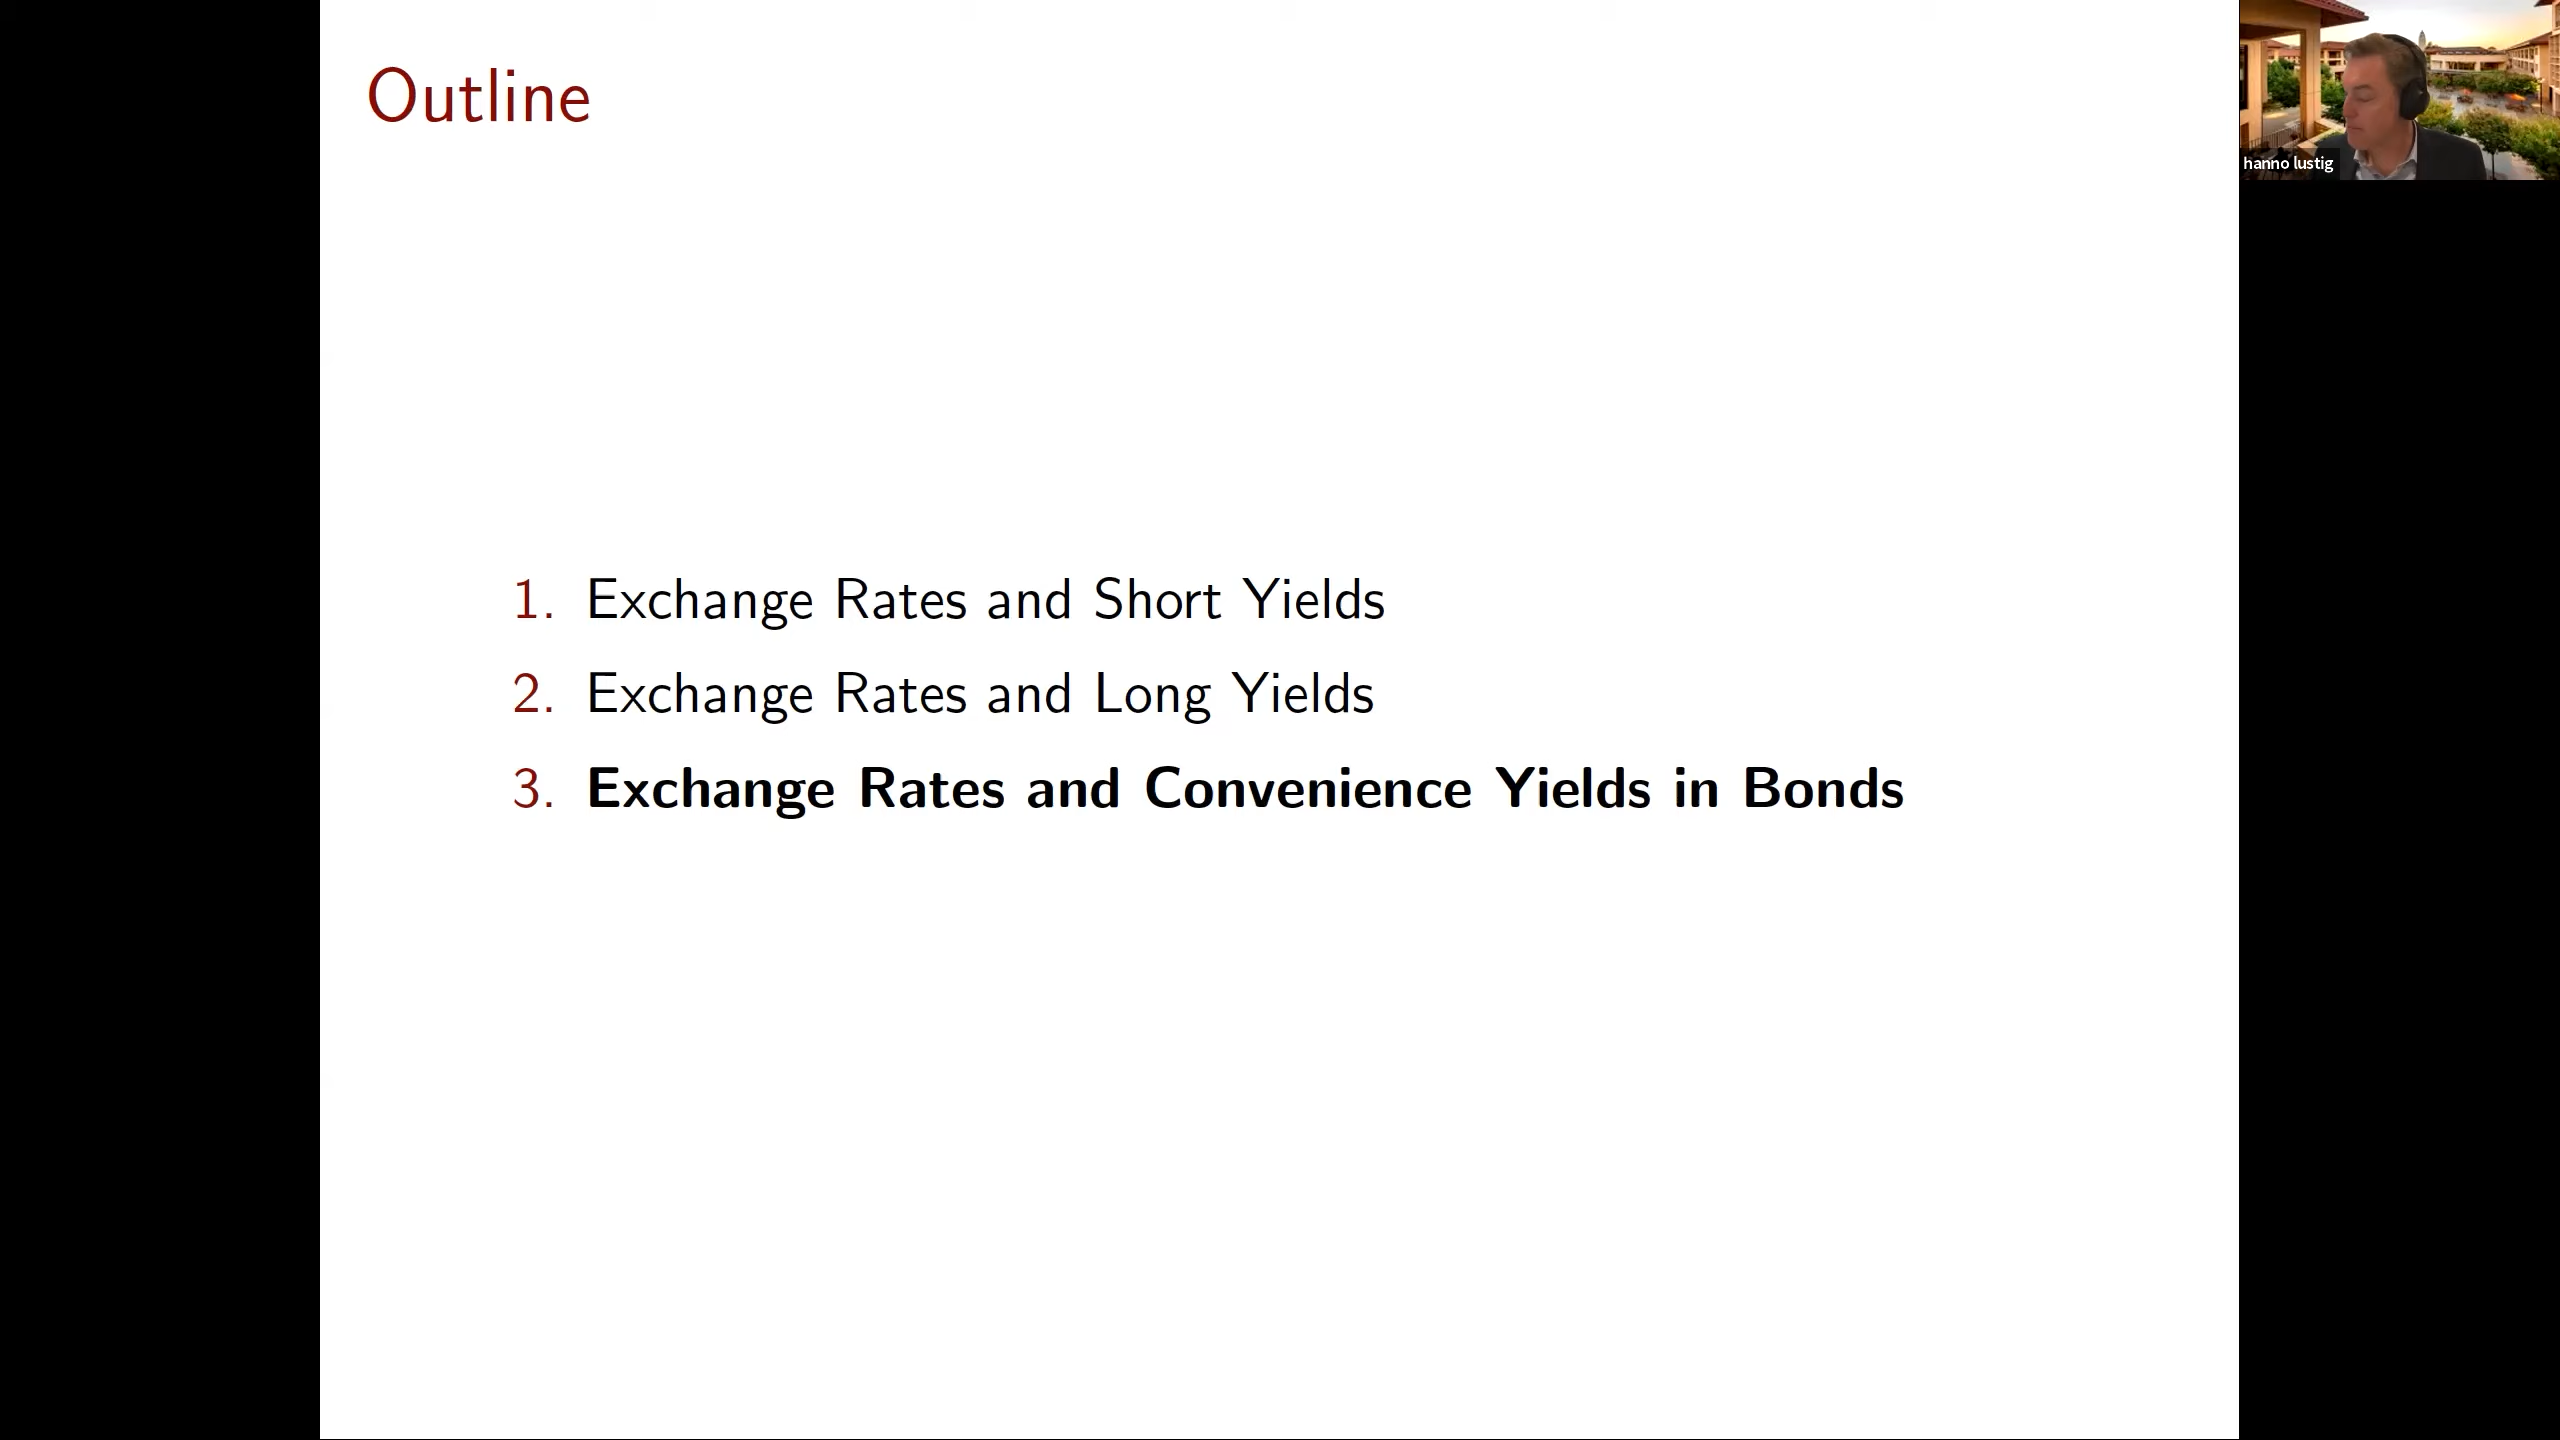 Outline
hanno lustig
1. Exchange Rates and Short Yields
2. Exchange Rates and Long Yields
3. Exchange Rates and Convenience Yields in Bonds